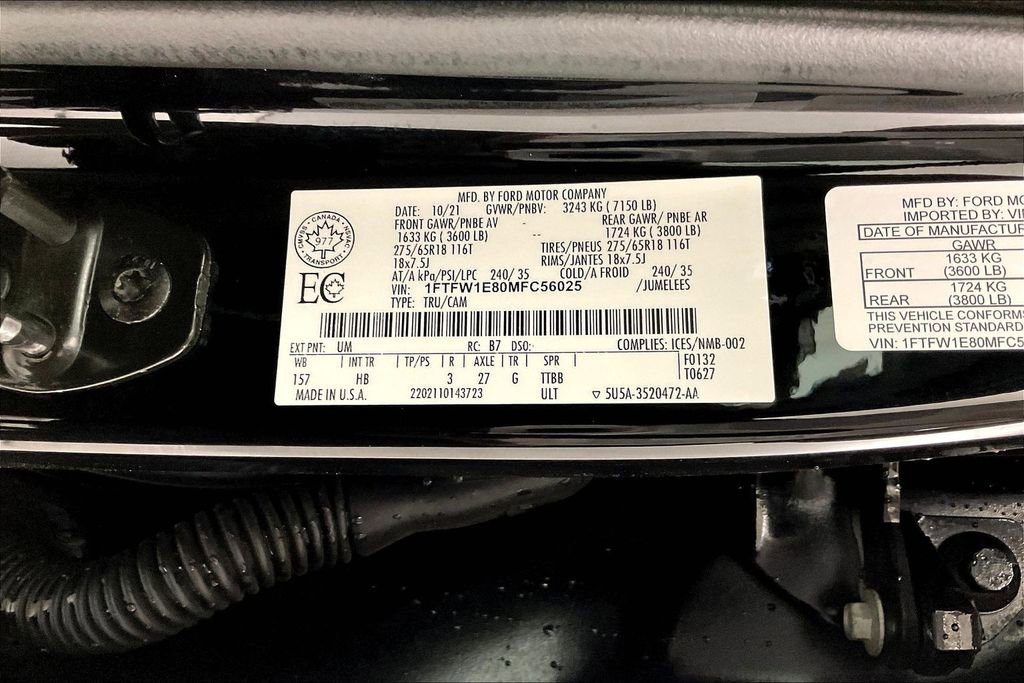 MFD. BY FORD MOTOR COMPANY
DATE: 10/21 GVWR/PNBV: 3243 KG ( 7150 LB)
FRONT GAWR/PNBE AV -- REAR GAWR / PNBE AR
1633 KG ( 3600 LB) 1724 KG ( 3800 LB)
275/65R18 116T TIRES/PNEUS 275/65R18 116T
18x7.5J RIMS/JANTES 18x7.5J
AT/A kPa/PSI/LPC 240/ 35 COLD/A FROID 240/ 35
VIN: 1FTFW1E80MFC56025 /JUMELEES
TYPE: TRU/CAM
CANADA
CMVSS NSVAC
977
TRANSPORT
EC
EXT PNT: UM RC: B7 DSO: COMPLIES: ICES/NMB-002
WB | INT TR | TP/PS | R | AXLE | TR | SPR F0132
157 HB 3 27 G TTBB T0627
MADE IN U.S.A. 2202110143723 ULT 5U5A-3520472-AA
MFD BY: FORD MO
IMPORTED BY: VI
DATE OF MANUFACTUR
GAWR
FRONT 1633 KG (3600 LB)
REAR 1724 KG (3800 LB)
THIS VEHICLE CONFORMS
PREVENTION STANDARD
VIN: 1FTFW1E80MFC5